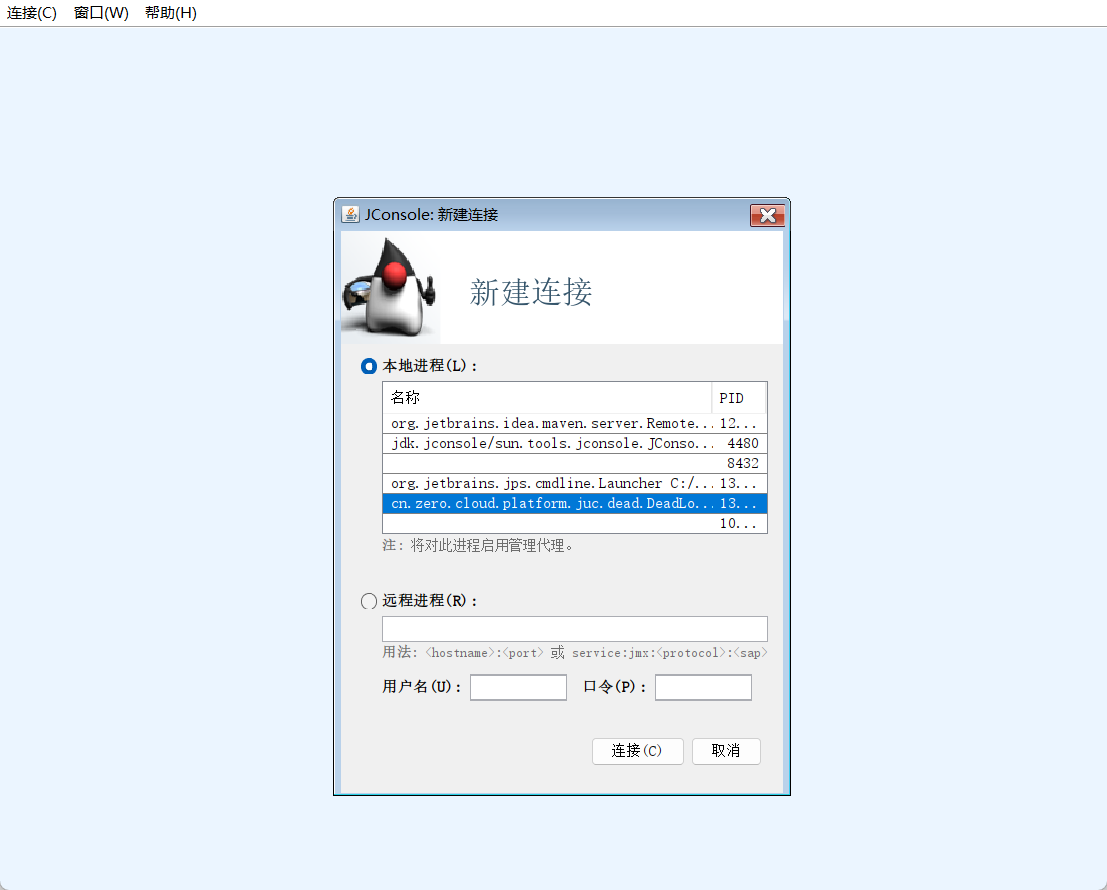 连接(C) 窗口(W) 帮助(H)
JConsole: 新建连接
新建连接
本地进程(L)：
名称 PID
org.jetbrains.idea.maven.server.Remote... 12...
jdk.jconsole/sun.tools.jconsole.JConso... 4480
8432
org.jetbrains.jps.cmdline.Launcher C:/... 13...
cn.zero.cloud.platform.juc.dead.DeadLo... 13...
10...
注：将对此进程启用管理代理。
远程进程(R)：
用法：<hostname>:<port> 或 service:jmx:<protocol>:<sap>
用户名(U)： 口令(P)：
连接(C) 取消